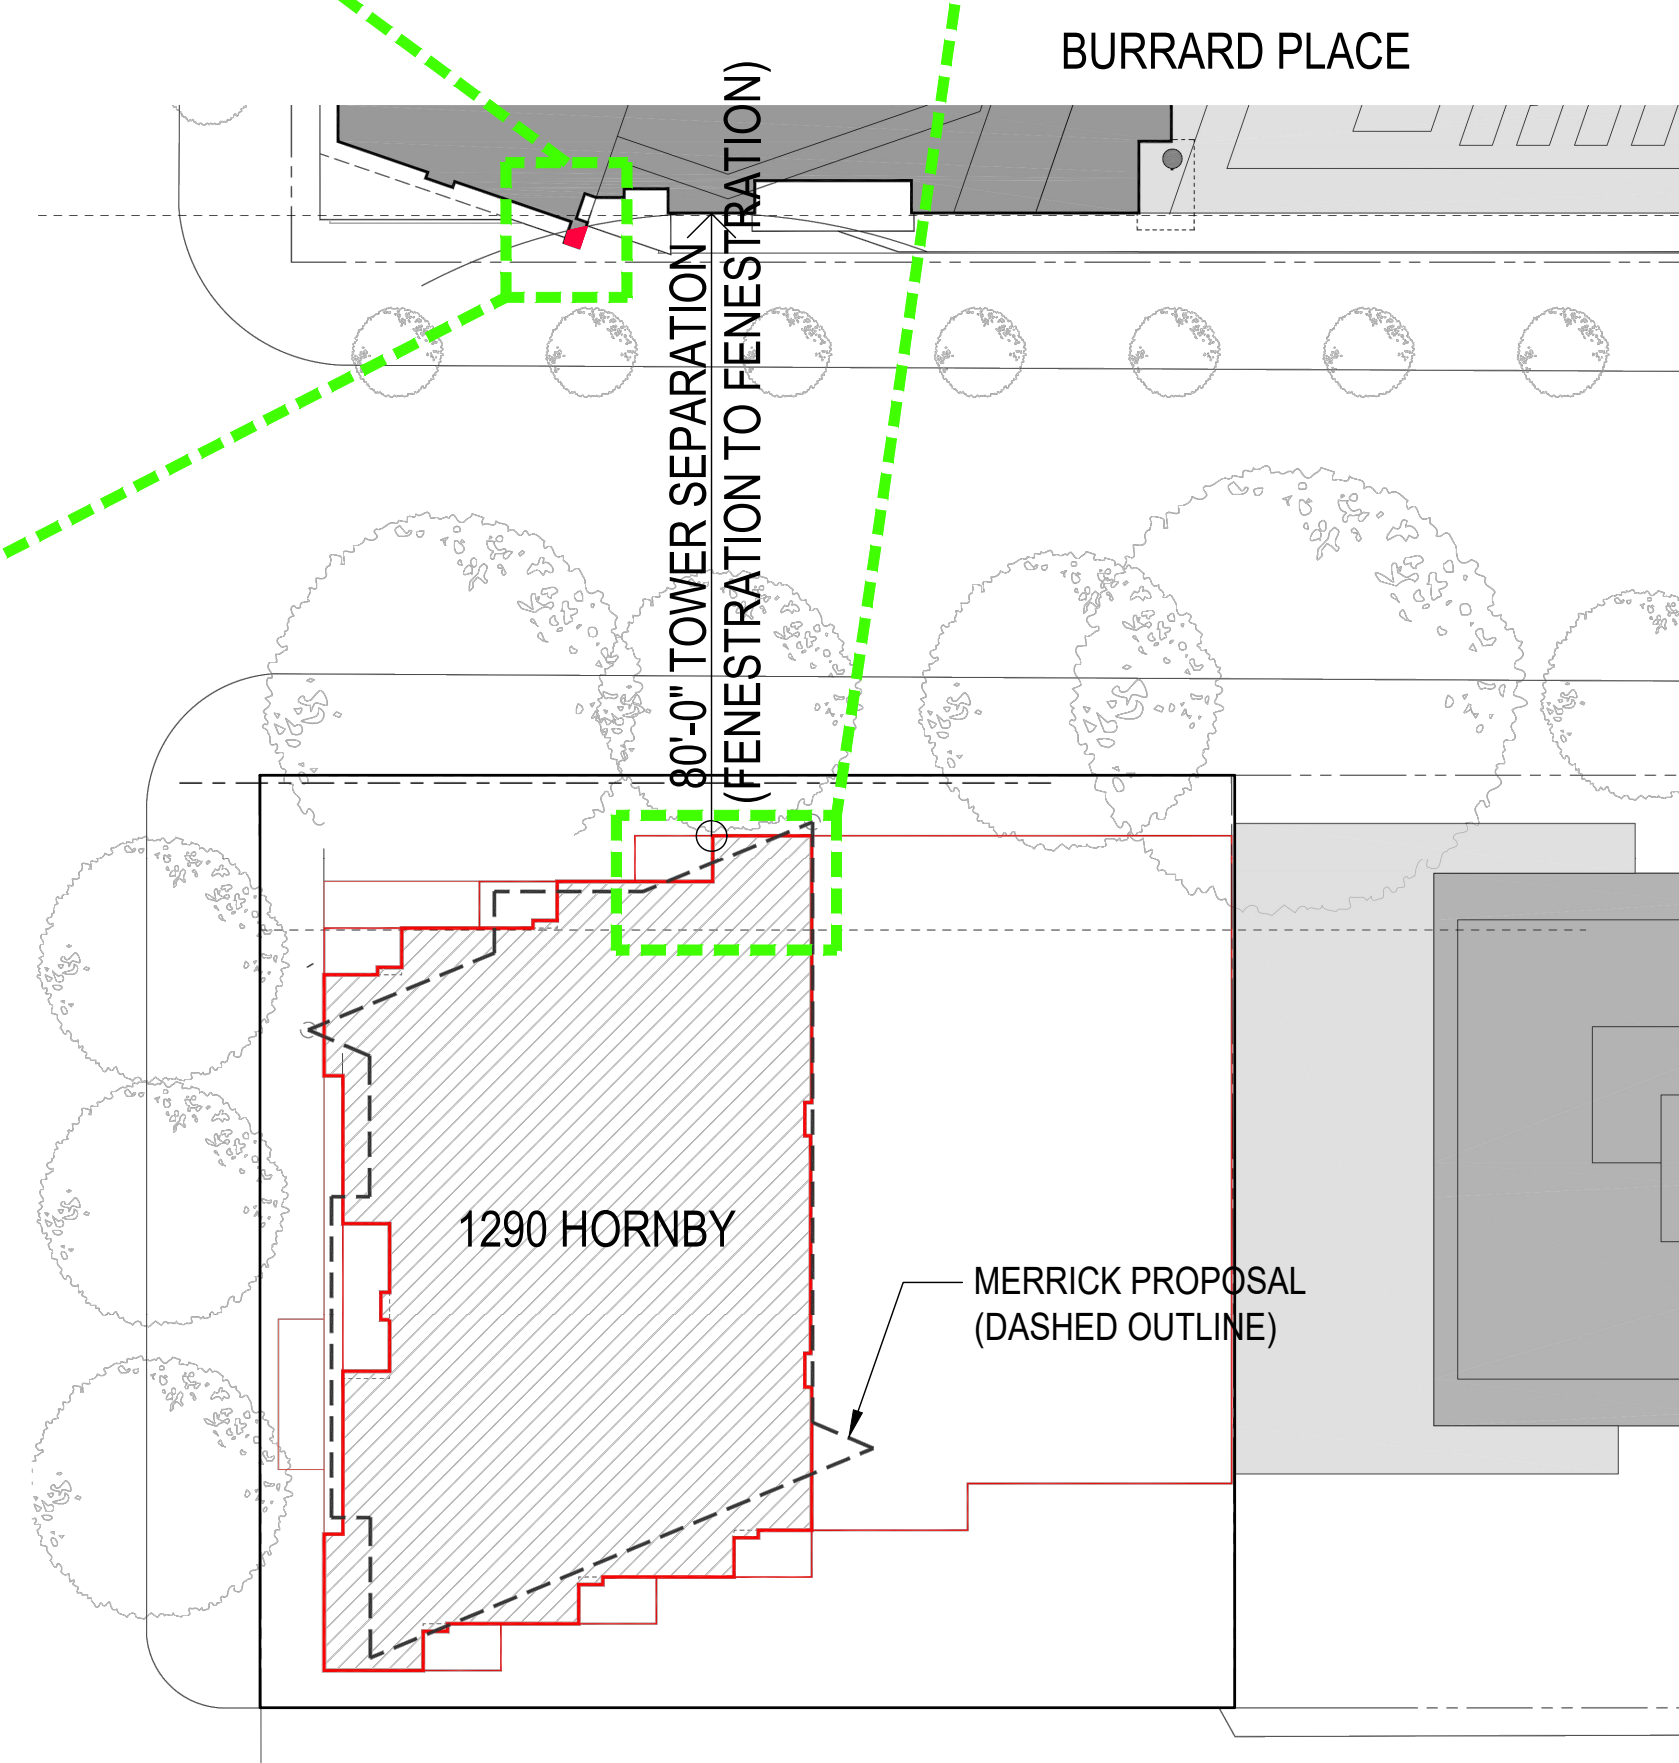 BURRARD PLACE
80'-0" TOWER SEPARATION
(FENESTRATION TO FENESTRATION)
1290 HORNBY
MERRICK PROPOSAL
(DASHED OUTLINE)